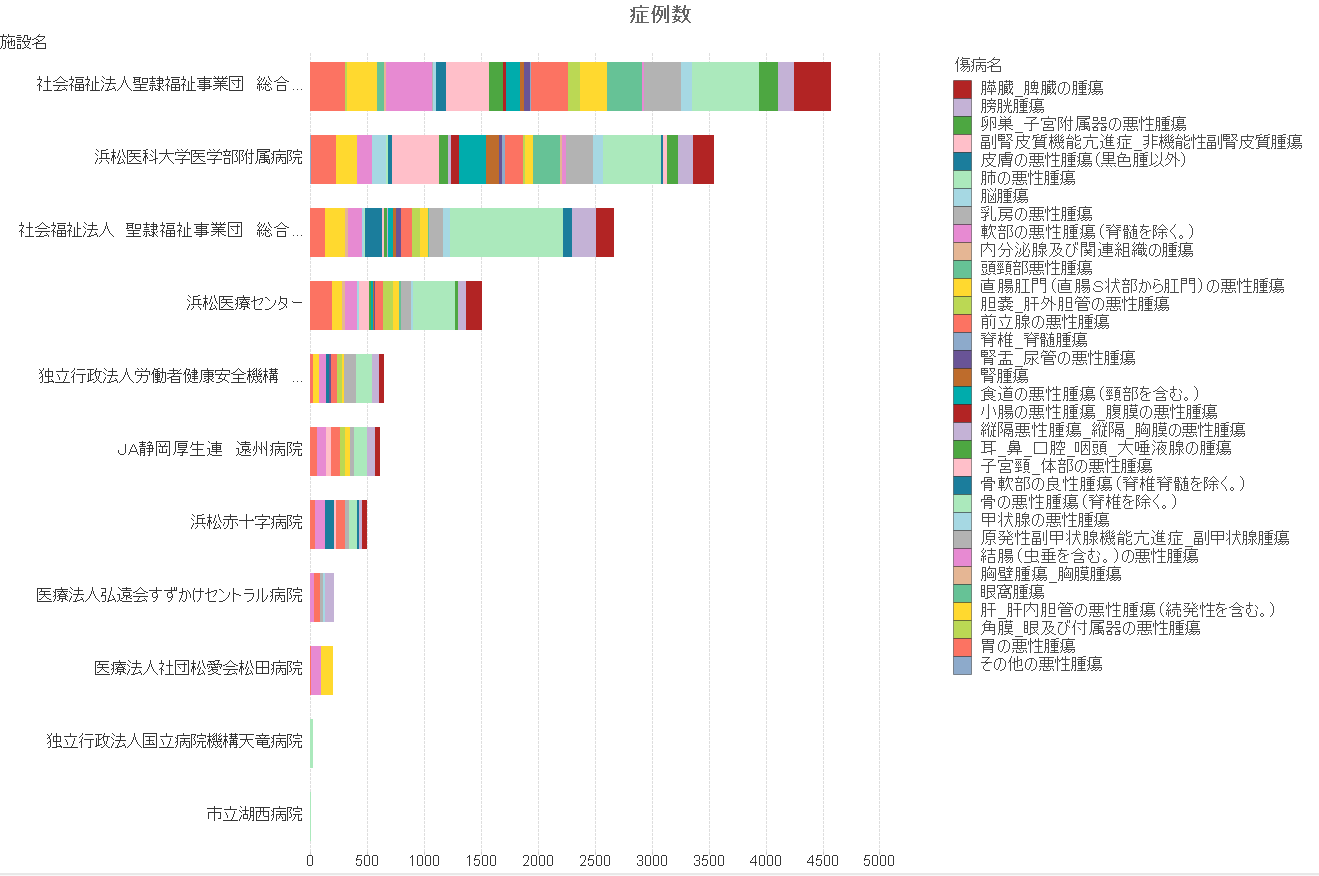 症例数
施設名
社会福祉法人聖隷福祉事業団　総合...
浜松医科大学医学部附属病院
社会福祉法人　聖隷福祉事業団　総合...
浜松医療センター
独立行政法人労働者健康安全機構　...
ＪＡ静岡厚生連　遠州病院
浜松赤十字病院
医療法人弘遠会すずかけセントラル病院
医療法人社団松愛会松田病院
独立行政法人国立病院機構天竜病院
市立湖西病院
0 500 1000 1500 2000 2500 3000 3500 4000 4500 5000
傷病名
膵臓_脾臓の腫瘍
膀胱腫瘍
卵巣_子宮附属器の悪性腫瘍
副腎皮質機能亢進症_非機能性副腎皮質腫瘍
皮膚の悪性腫瘍（黒色腫以外）
肺の悪性腫瘍
脳腫瘍
乳房の悪性腫瘍
軟部の悪性腫瘍（脊髄を除く。）
内分泌腺及び関連組織の腫瘍
頭頸部悪性腫瘍
直腸肛門（直腸Ｓ状部から肛門）の悪性腫瘍
胆嚢_肝外胆管の悪性腫瘍
前立腺の悪性腫瘍
脊椎_脊髄腫瘍
腎盂_尿管の悪性腫瘍
腎腫瘍
食道の悪性腫瘍（頸部を含む。）
小腸の悪性腫瘍_腹膜の悪性腫瘍
縦隔悪性腫瘍_縦隔_胸膜の悪性腫瘍
耳_鼻_口腔_咽頭_大唾液腺の腫瘍
子宮頸_体部の悪性腫瘍
骨軟部の良性腫瘍（脊椎脊髄を除く。）
骨の悪性腫瘍（脊椎を除く。）
甲状腺の悪性腫瘍
原発性副甲状腺機能亢進症_副甲状腺腫瘍
結腸（虫垂を含む。）の悪性腫瘍
胸壁腫瘍_胸膜腫瘍
眼窩腫瘍
肝_肝内胆管の悪性腫瘍（続発性を含む。）
角膜_眼及び付属器の悪性腫瘍
胃の悪性腫瘍
その他の悪性腫瘍